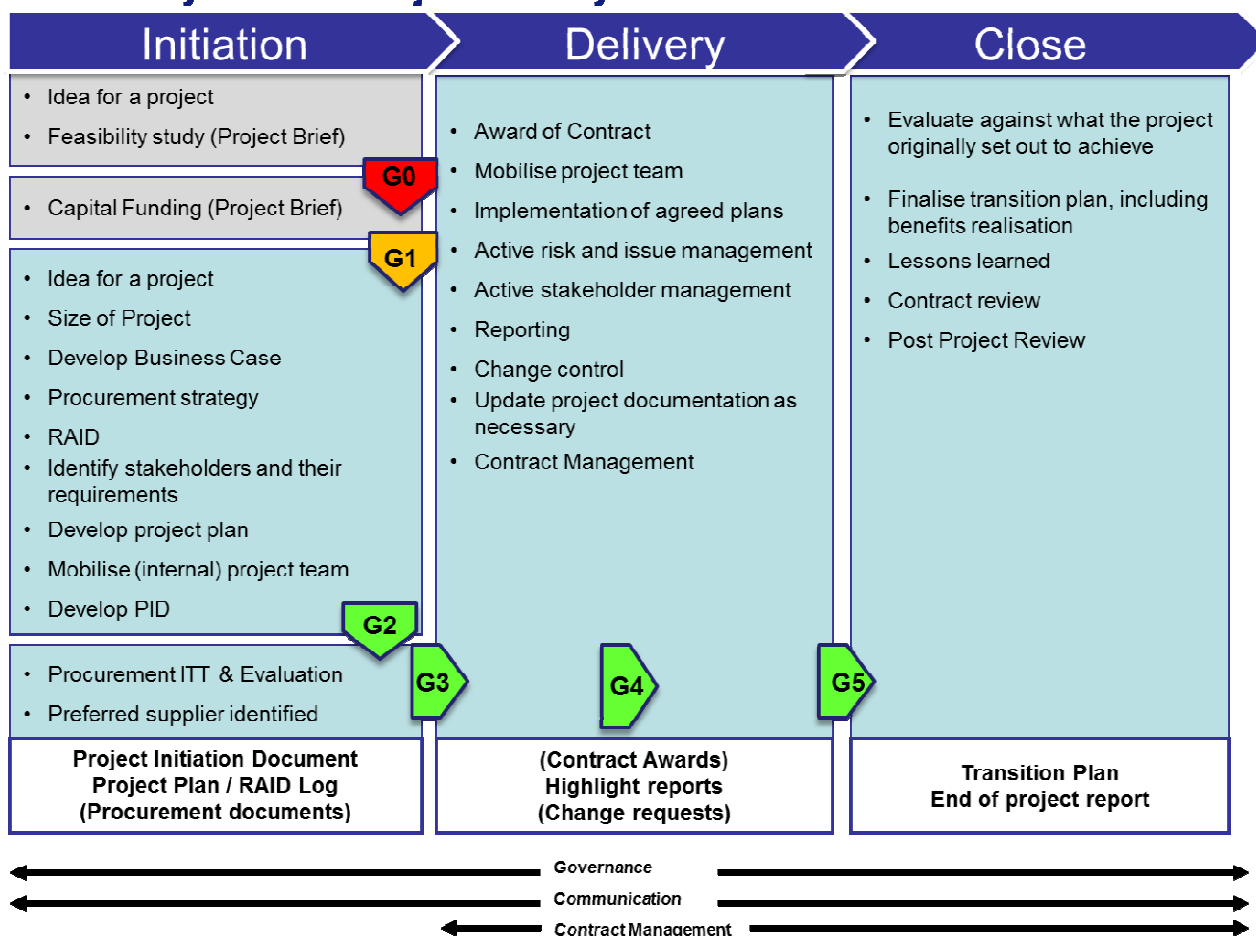 Initiation
Delivery
Close
• Idea for a project
• Feasibility study (Project Brief)
G0
• Capital Funding (Project Brief)
G1
• Idea for a project
• Size of Project
• Develop Business Case
• Procurement strategy
• RAID
• Identify stakeholders and their
requirements
• Develop project plan
• Mobilise (internal) project team
• Develop PID
G2
• Procurement ITT & Evaluation
• Preferred supplier identified
G3
Project Initiation Document
Project Plan / RAID Log
(Procurement documents)
• Award of Contract
• Mobilise project team
• Implementation of agreed plans
• Active risk and issue management
• Active stakeholder management
• Reporting
• Change control
• Update project documentation as
necessary
• Contract Management
G4
G5
(Contract Awards)
Highlight reports
(Change requests)
• Evaluate against what the project
originally set out to achieve
• Finalise transition plan, including
benefits realisation
• Lessons learned
• Contract review
• Post Project Review
Transition Plan
End of project report
Governance
Communication
Contract Management